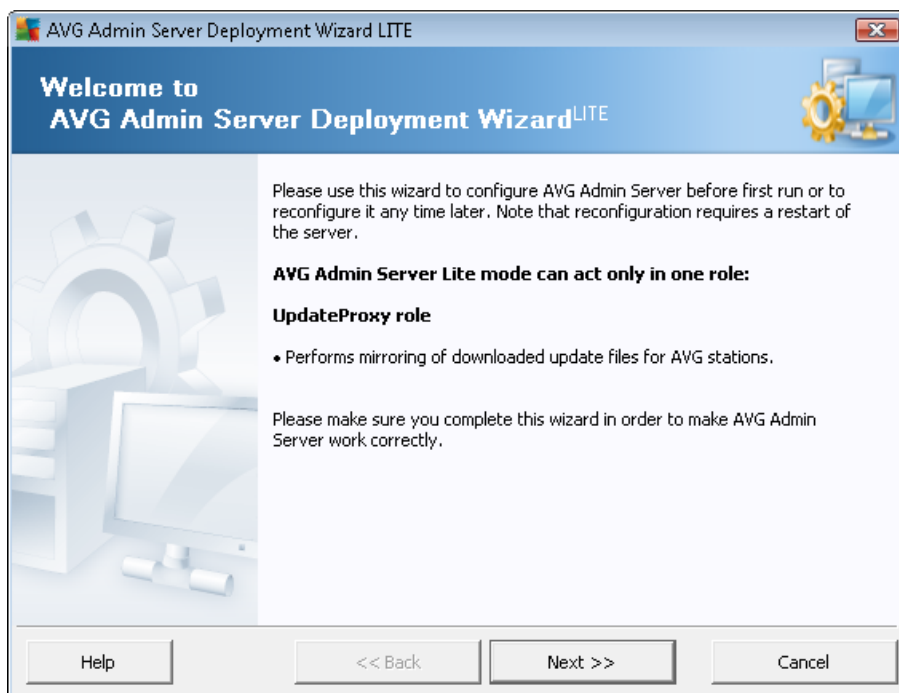 AVG Admin Server Deployment Wizard LITE
Welcome to
AVG Admin Server Deployment Wizard LITE
Please use this wizard to configure AVG Admin Server before first run or to
reconfigure it any time later. Note that reconfiguration requires a restart of
the server.
AVG Admin Server Lite mode can act only in one role:
UpdateProxy role
• Performs mirroring of downloaded update files for AVG stations.
Please make sure you complete this wizard in order to make AVG Admin
Server work correctly.
Help
<< Back
Next >>
Cancel